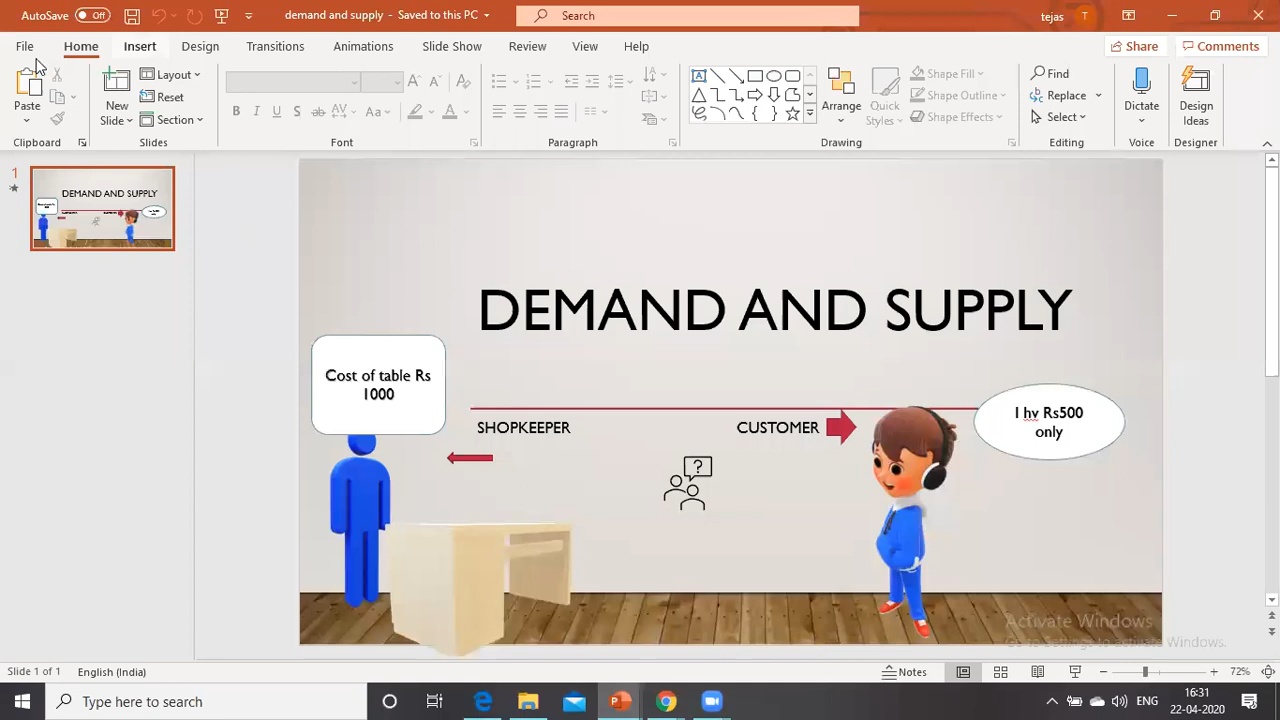 AutoSave Off demand and supply - Saved to this PC Search tejas T
File Home Insert Design Transitions Animations Slide Show Review View Help Share Comments
Paste
Clipboard
New
Slide
Layout
Reset
Section
Slides
B I U S ab AV Aa A
Font
Paragraph
Arrange
Quick
Styles
Shape Fill
Shape Outline
Shape Effects
Drawing
Find
Replace
Select
Editing
Dictate
Voice
Design
Ideas
Designer
1
DEMAND AND SUPPLY
DEMAND AND SUPPLY
Cost of table Rs
1000
SHOPKEEPER
CUSTOMER
I hv Rs500
only
?
Activate Windows
Go to Settings to activate Windows.
Slide 1 of 1 English (India) Notes 72%
Type here to search
ENG
16:31
22-04-2020